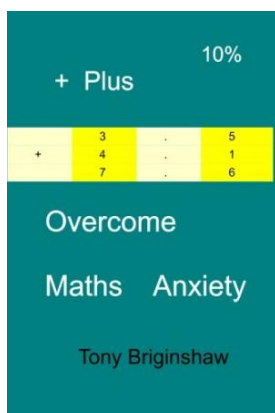 10%
+ Plus
3 . 5
+ 4 . 1
7 . 6
Overcome
Maths Anxiety
Tony Briginshaw